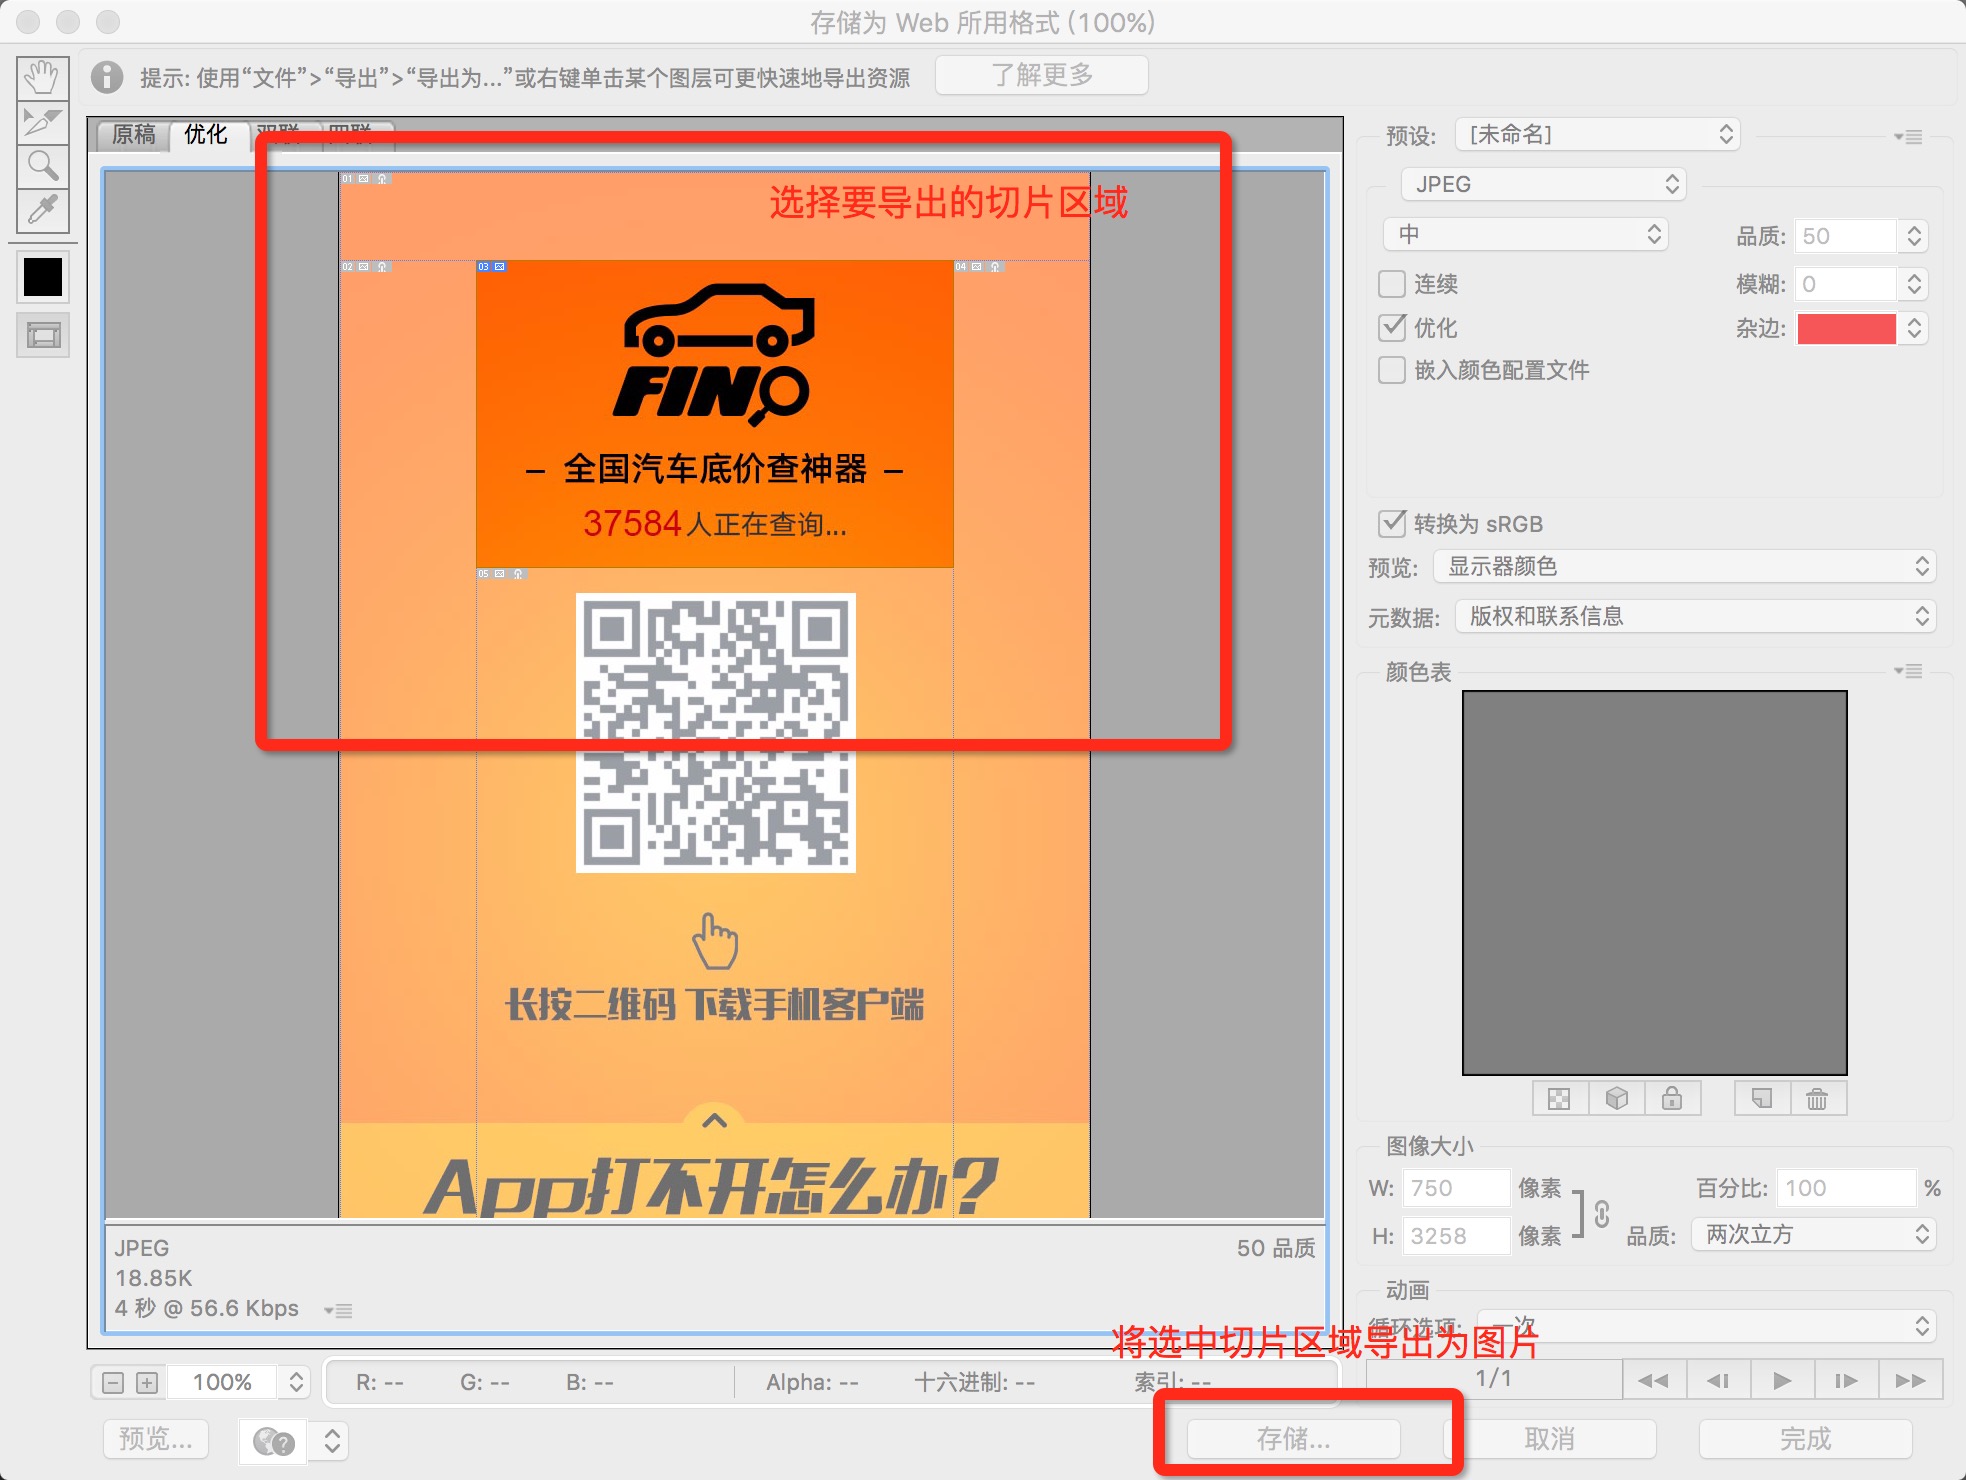 存储为 Web 所用格式 (100%)
提示: 使用“文件”>“导出”>“导出为...”或右键单击某个图层可更快速地导出资源
了解更多
原稿
优化
双联
四联
选择要导出的切片区域
01
02
03
04
FIND
– 全国汽车底价查神器 –
37584人正在查询...
05
长按二维码 下载手机客户端
App打不开怎么办?
JPEG
50 品质
18.85K
4 秒 @ 56.6 Kbps
预设: [未命名]
JPEG
中
品质: 50
连续
模糊: 0
优化
杂边:
嵌入颜色配置文件
转换为 sRGB
预览: 显示器颜色
元数据: 版权和联系信息
颜色表
图像大小
W: 750 像素
百分比: 100 %
H: 3258 像素
品质: 两次立方
动画
循环选项: 一次
将选中切片区域导出为图片
1/1
100%
R: --
G: --
B: --
Alpha: --
十六进制: --
索引: --
预览...
存储...
取消
完成